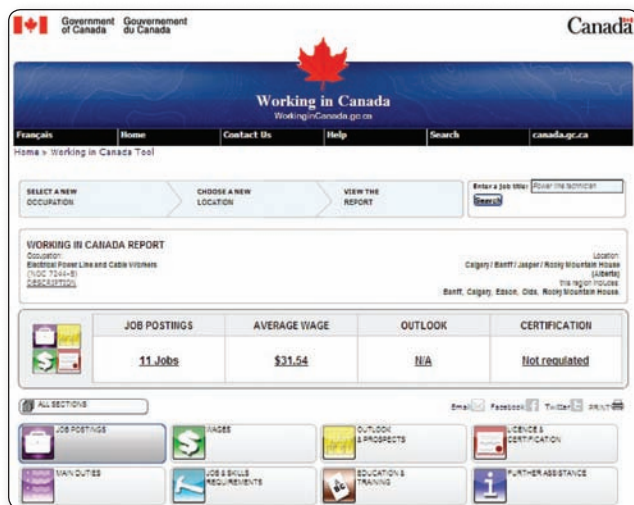 Government Gouvernement
of Canada du Canada
Canada
Working in Canada
WorkinginCanada.gc.ca
Français Home Contact Us Help Search canada.gc.ca
Home > Working in Canada Tool
SELECT A NEW
OCCUPATION
CHOOSE A NEW
LOCATION
VIEW THE
REPORT
Enter a job title: Power line technician
Search
WORKING IN CANADA REPORT
Occupation:
Electrical Power Line and Cable Workers
(NOC 7244-B)
DESCRIPTION
Location:
Calgary / Banff / Jasper / Rocky Mountain House
(Alberta)
this region includes:
Banff, Calgary, Edson, Olds, Rocky Mountain House
JOB POSTINGS AVERAGE WAGE OUTLOOK CERTIFICATION
11 Jobs $31.54 N/A Not regulated
ALL SECTIONS
Email Facebook Twitter PRINT
JOB POSTINGS
WAGES
OUTLOOK
& PROSPECTS
LICENCE &
CERTIFICATION
MAIN DUTIES
JOB & SKILLS
REQUIREMENTS
EDUCATION &
TRAINING
FURTHER ASSISTANCE